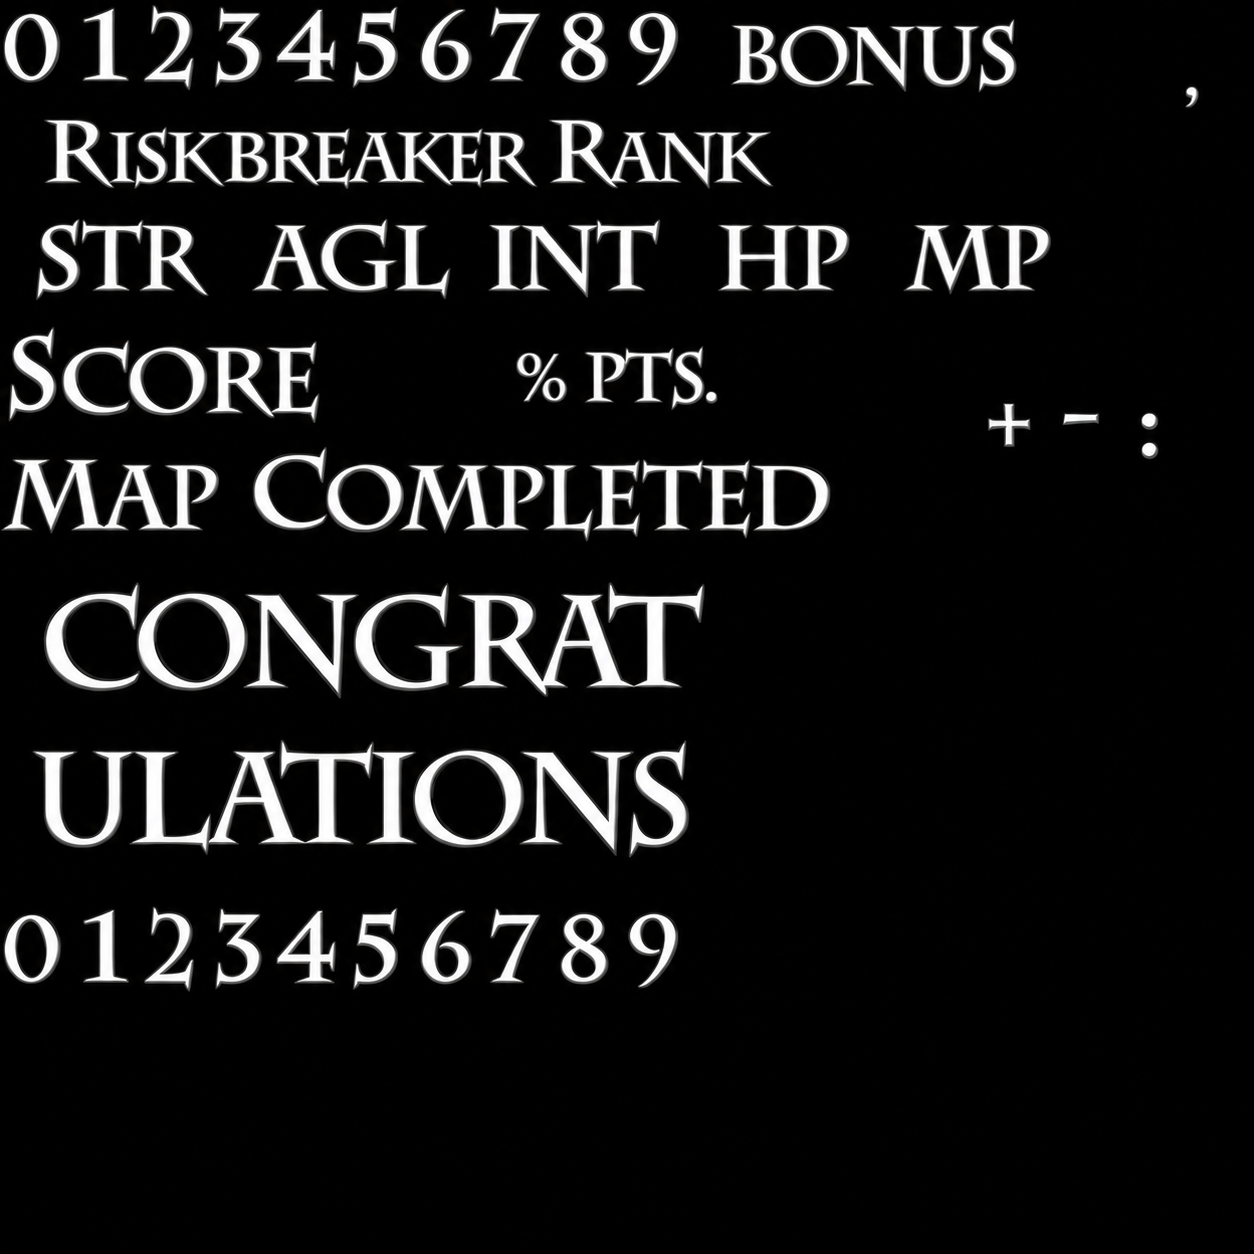 0 1 2 3 4 5 6 7 8 9 BONUS ,
RISKBREAKER RANK
STR AGL INT HP MP
SCORE % PTS.
+ - :
MAP COMPLETED
CONGRAT
ULATIONS
0 1 2 3 4 5 6 7 8 9